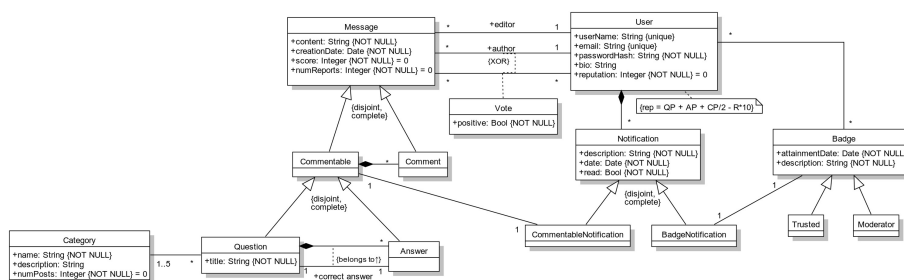 Message
+content: String {NOT NULL}
+creationDate: Date {NOT NULL}
+score: Integer {NOT NULL} = 0
+numReports: Integer {NOT NULL} = 0
*
+editor
1
*
+author
1
{XOR}
*
*
User
+userName: String {unique}
+email: String {unique}
+passwordHash: String {NOT NULL}
+bio: String
+reputation: Integer {NOT NULL} = 0
*
Vote
+positive: Bool {NOT NULL}
{rep = QP + AP + CP/2 - R*10}
{disjoint,
complete}
*
*
Notification
+description: String {NOT NULL}
+date: Date {NOT NULL}
+read: Bool {NOT NULL}
Badge
+attainmentDate: Date {NOT NULL}
+description: String {NOT NULL}
Commentable
*
Comment
1
1
{disjoint,
complete}
{disjoint,
complete}
Trusted
Moderator
1
CommentableNotification
1
BadgeNotification
Category
+name: String {NOT NULL}
+description: String
+numPosts: Integer {NOT NULL} = 0
1..5
*
Question
+title: String {NOT NULL}
*
{belongs to↑}
1
1
+correct answer
Answer